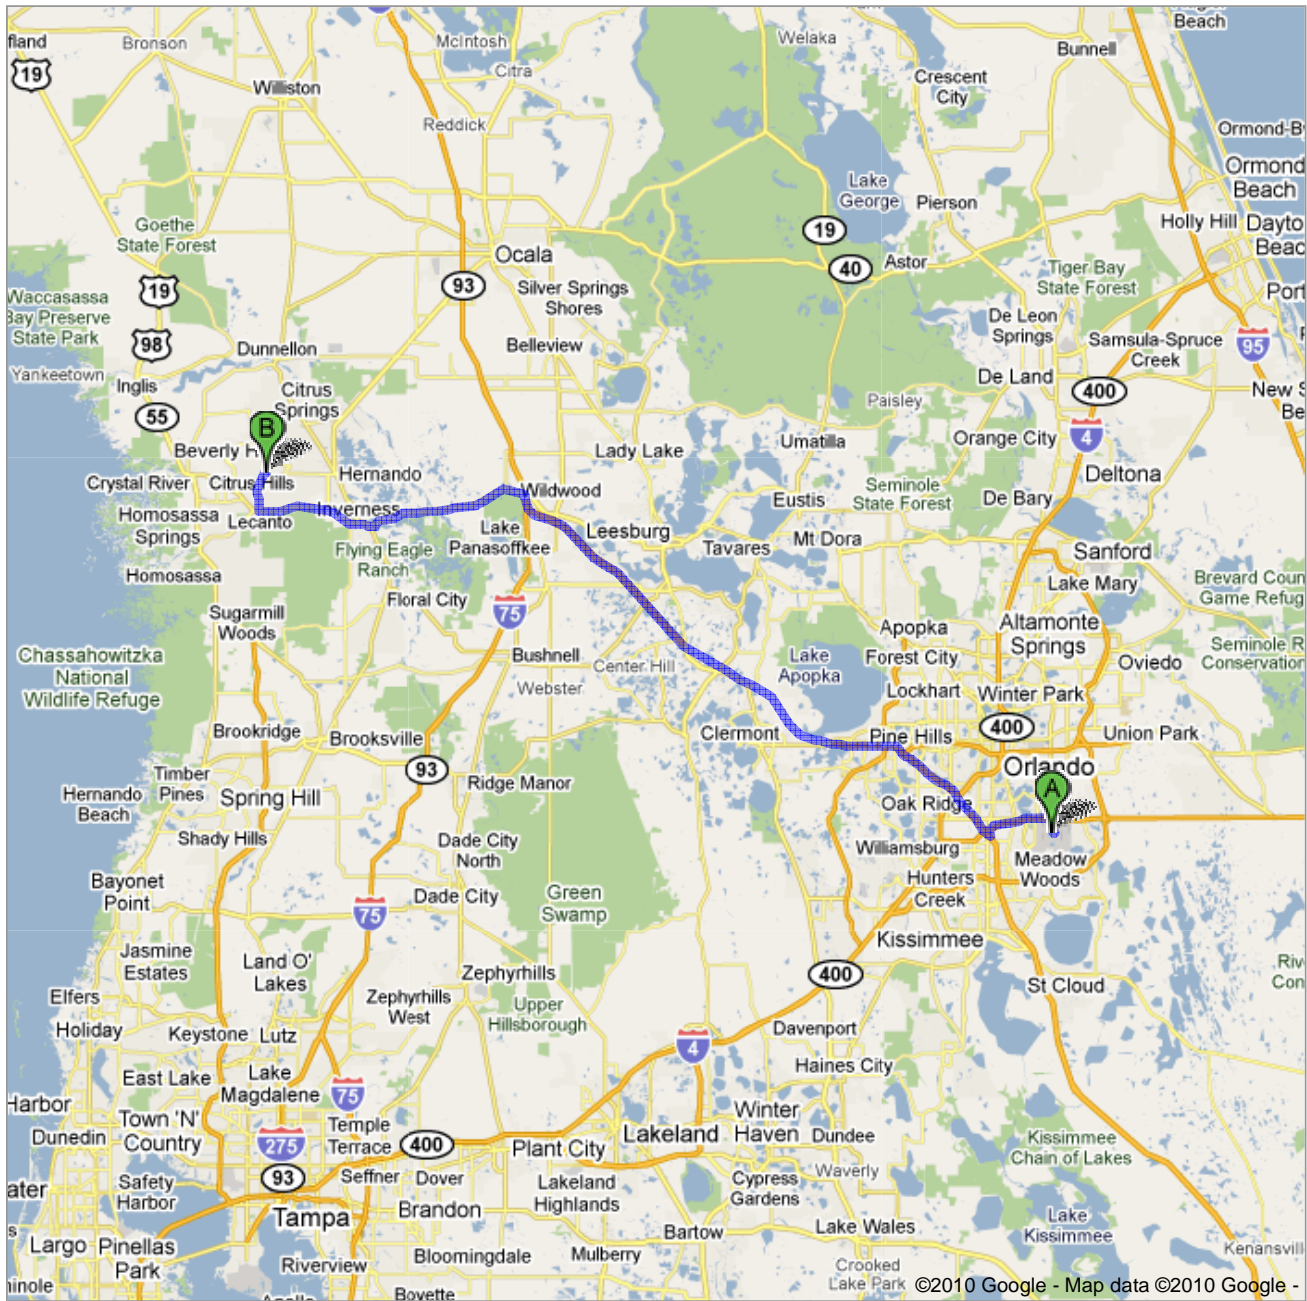 Beach
fland
Bronson
McIntosh
Welaka
Bunnell
19
Citra
Crescent
City
Williston
Reddick
Ormond-By
Ormond
Beach
Lake
George
Pierson
Goethe
State Forest
19
Holly Hill
Dayto
Beac
Ocala
40
Astor
Tiger Bay
State Forest
19
93
Silver Springs
Shores
Port
Waccasassa
Bay Preserve
State Park
98
De Leon
Springs
Samsula-Spruce
Creek
95
Dunnellon
Belleview
Yankeetown
Inglis
Citrus
Springs
De Land
400
New S
Be
55
Paisley
B
Beverly H
Lady Lake
Umatilla
Orange City
4
Crystal River
Citrus Hills
Hernando
Deltona
Wildwood
Eustis
Seminole
State Forest
De Bary
Homosassa
Springs
Lecanto
Inverness
Lake
Panasoffkee
Leesburg
Tavares
Mt Dora
Sanford
Flying Eagle
Ranch
Homosassa
Lake Mary
Brevard Coun
Game Refug
Floral City
75
Sugarmill
Woods
Apopka
Altamonte
Springs
Chassahowitzka
National
Wildlife Refuge
Bushnell
Center Hill
Lake
Apopka
Forest City
Oviedo
Seminole R
Conservation
Webster
Lockhart
Winter Park
Brookridge
Brooksville
Clermont
Pine Hills
400
Union Park
93
Orlando
Timber
Pines
Ridge Manor
A
Hernando
Beach
Spring Hill
Oak Ridge
Shady Hills
Dade City
North
Williamsburg
Meadow
Woods
Bayonet
Point
Dade City
Green
Swamp
Hunters
Creek
75
Kissimmee
Jasmine
Estates
Land O'
Lakes
Zephyrhills
400
St Cloud
Riv
Con
Elfers
Zephyrhills
West
Upper
Hillsborough
Holiday
Keystone
Lutz
4
Davenport
East Lake
Lake
Magdalene
Haines City
75
Harbor
Town 'N'
Country
Temple
Terrace
Winter
Haven
Dunedin
275
400
Plant City
Lakeland
Dundee
Kissimmee
Chain of Lakes
93
Seffner
Dover
Waverly
ater
Safety
Harbor
Lakeland
Highlands
Cypress
Gardens
Tampa
Brandon
Lake
Kissimmee
Largo
Pinellas
Park
Bartow
Lake Wales
Bloomingdale
Mulberry
Kenansvill
Riverview
Crooked
Lake Park
ninole
Boyette
©2010 Google - Map data ©2010 Google -